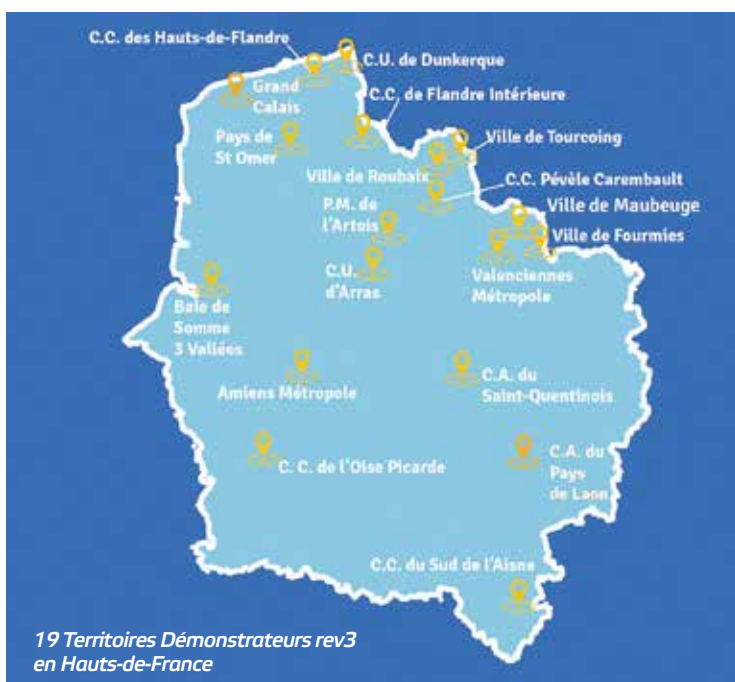 C.C. des Hauts-de-Flandre
C.U. de Dunkerque
Grand
Calais
C.C. de Flandre Intérieure
Pays de
St Omer
Ville de Tourcoing
Ville de Roubaix
C.C. Pévèle Carembault
P.M. de
l'Artois
Ville de Maubeuge
Ville de Fourmies
C.U.
d'Arras
Valenciennes
Métropole
Baie de
Somme
3 Vallées
Amiens Métropole
C.A. du
Saint-Quentinois
C. C. de l'Oise Picarde
C.A. du
Pays
de Laon
C.C. du Sud de l'Aisne
19 Territoires Démonstrateurs rev3
en Hauts-de-France